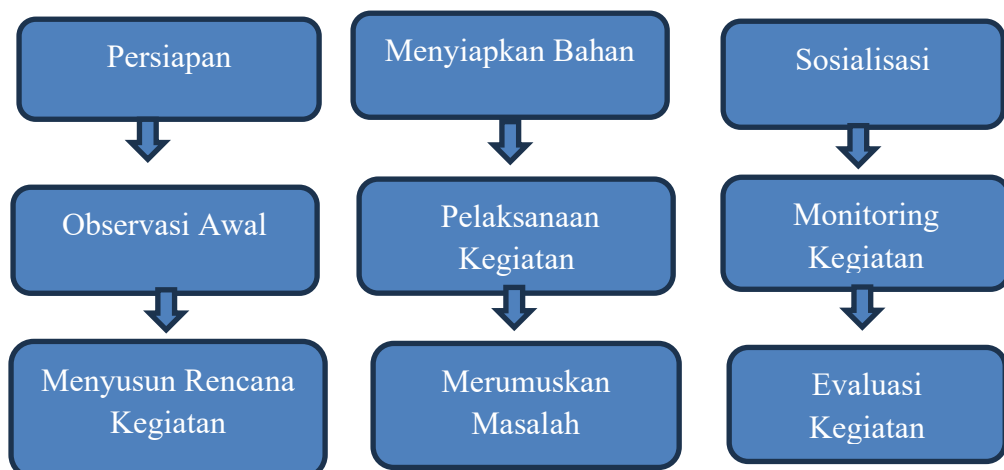 Persiapan
Menyiapkan Bahan
Sosialisasi
Observasi Awal
Pelaksanaan
Kegiatan
Monitoring
Kegiatan
Menyusun Rencana
Kegiatan
Merumuskan
Masalah
Evaluasi
Kegiatan